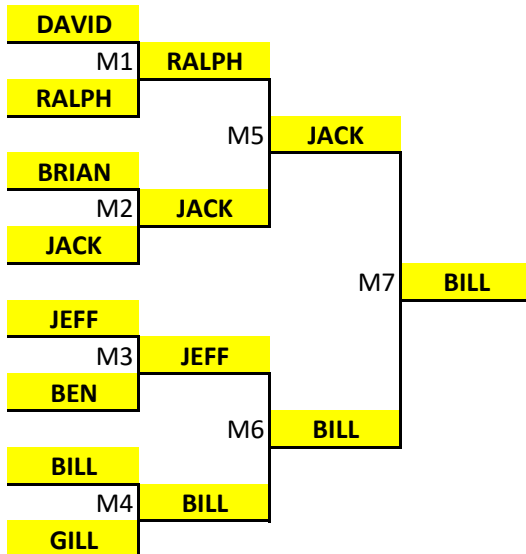 DAVID
M1 RALPH
RALPH
M5 JACK
BRIAN
M2 JACK
JACK
M7 BILL
JEFF
M3 JEFF
BEN
M6 BILL
BILL
M4 BILL
GILL